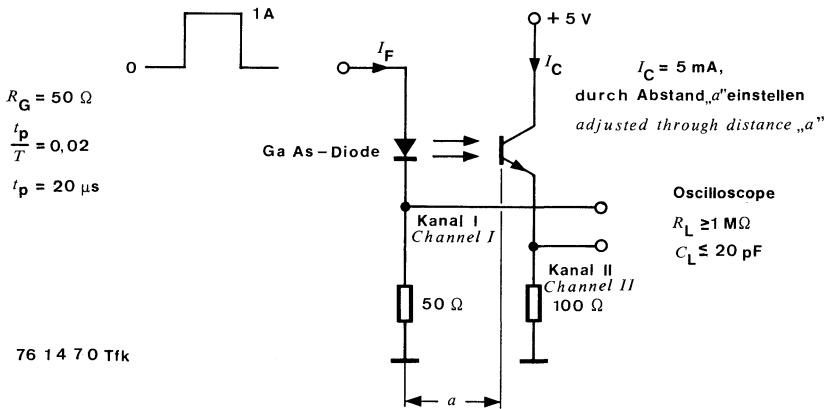 1A
0
R_G = 50 Ω
t_p/T = 0,02
t_p = 20 µs
I_F
Ga As–Diode
+ 5 V
I_C
I_C = 5 mA,
durch Abstand „a" einstellen
adjusted through distance „a"
Kanal I
Channel I
Kanal II
Channel II
Oscilloscope
R_L ≥ 1 MΩ
C_L ≤ 20 pF
50 Ω
100 Ω
76 1470 Tfk
a